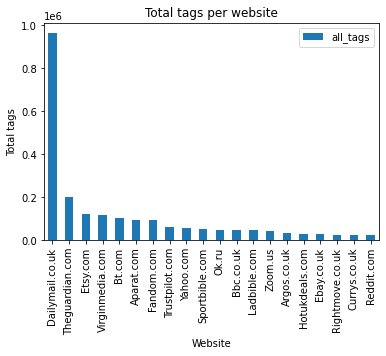 Total tags per website
1e6
all_tags
1.0
0.8
0.6
0.4
0.2
0.0
Total tags
Dailymail.co.uk
Theguardian.com
Etsy.com
Virginmedia.com
Bt.com
Aparat.com
Fandom.com
Trustpilot.com
Yahoo.com
Sportbible.com
Ok.ru
Bbc.co.uk
Ladbible.com
Zoom.us
Argos.co.uk
Hotukdeals.com
Ebay.co.uk
Rightmove.co.uk
Currys.co.uk
Reddit.com
Website